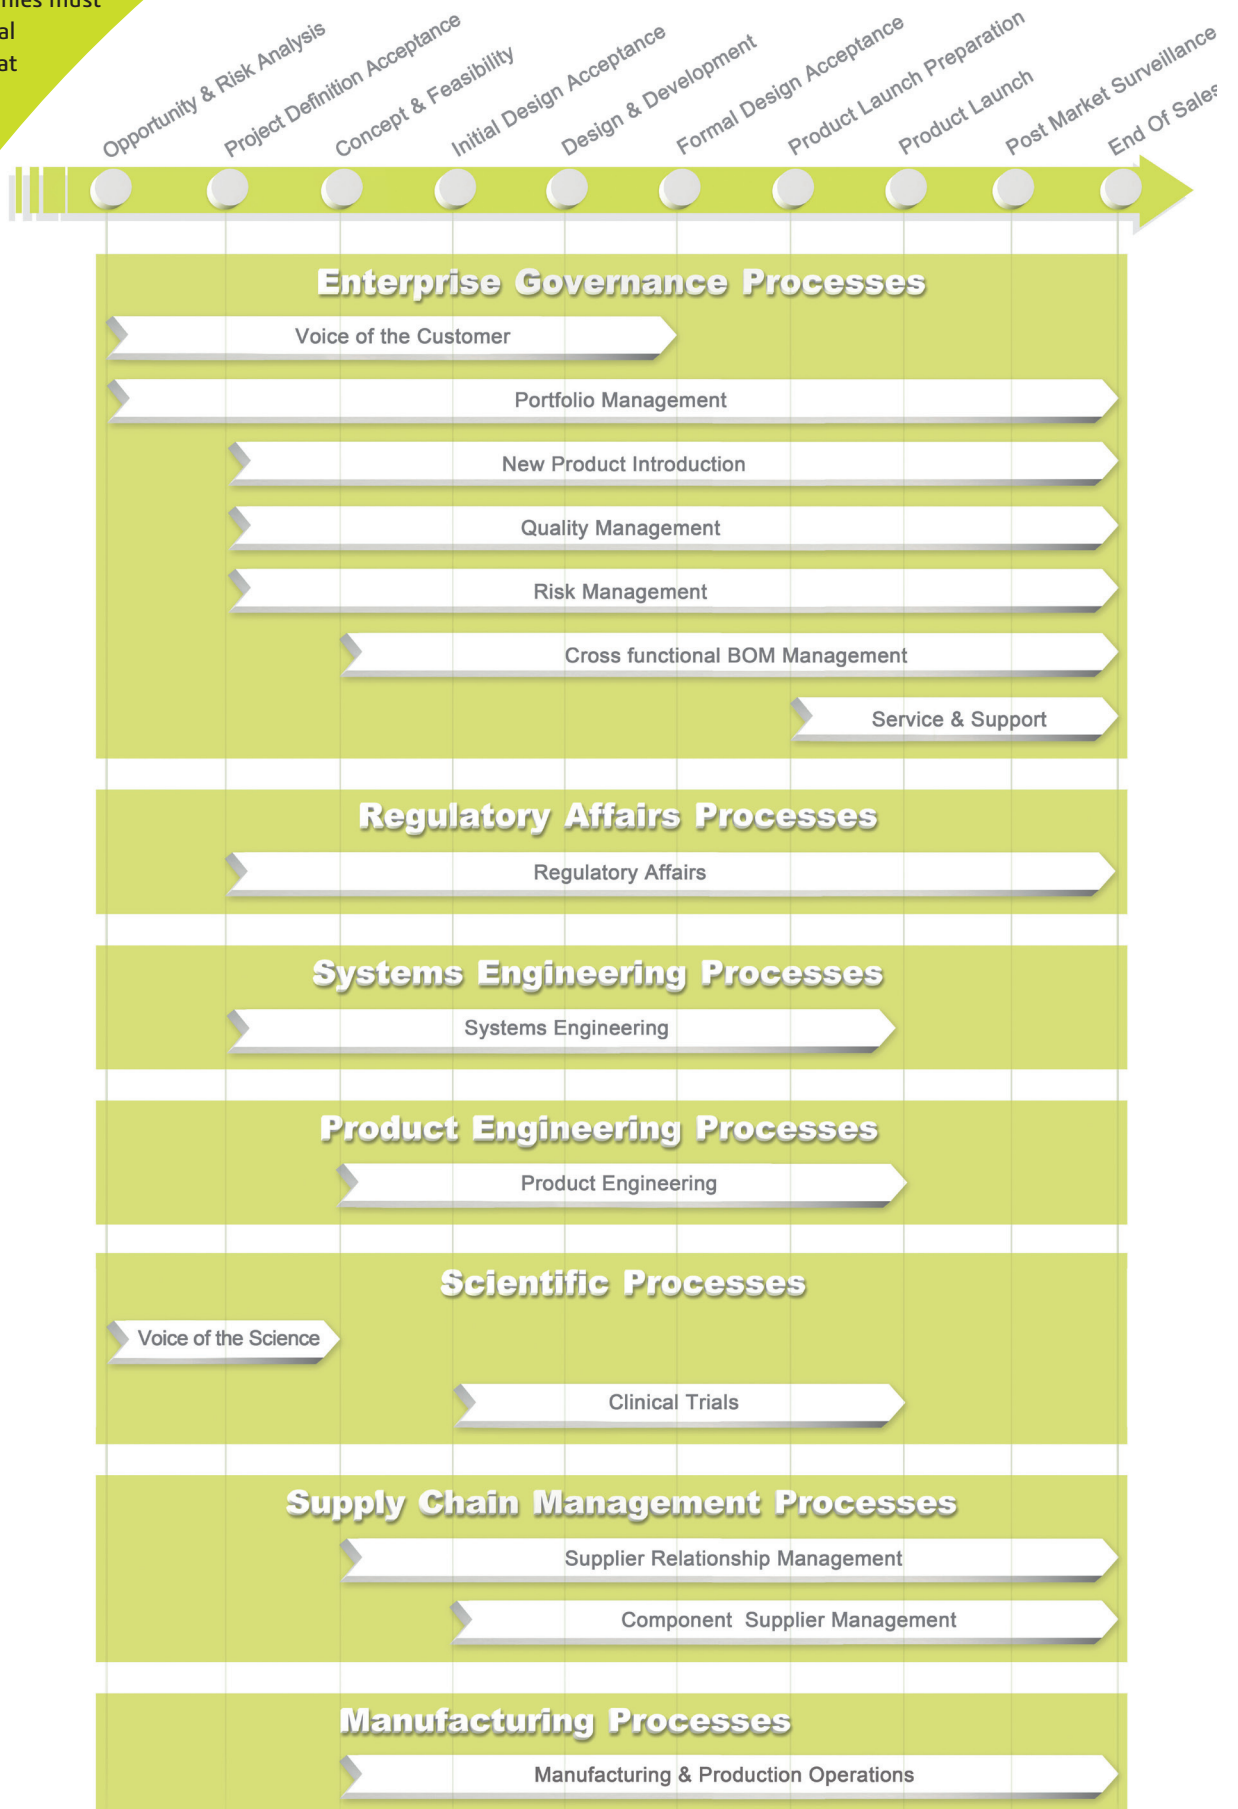 must
al
at
Opportunity & Risk Analysis
Project Definition Acceptance
Concept & Feasibility
Initial Design Acceptance
Design & Development
Formal Design Acceptance
Product Launch Preparation
Product Launch
Post Market Surveillance
End Of Sales
Enterprise Governance Processes
Voice of the Customer
Portfolio Management
New Product Introduction
Quality Management
Risk Management
Cross functional BOM Management
Service & Support
Regulatory Affairs Processes
Regulatory Affairs
Systems Engineering Processes
Systems Engineering
Product Engineering Processes
Product Engineering
Scientific Processes
Voice of the Science
Clinical Trials
Supply Chain Management Processes
Supplier Relationship Management
Component Supplier Management
Manufacturing Processes
Manufacturing & Production Operations